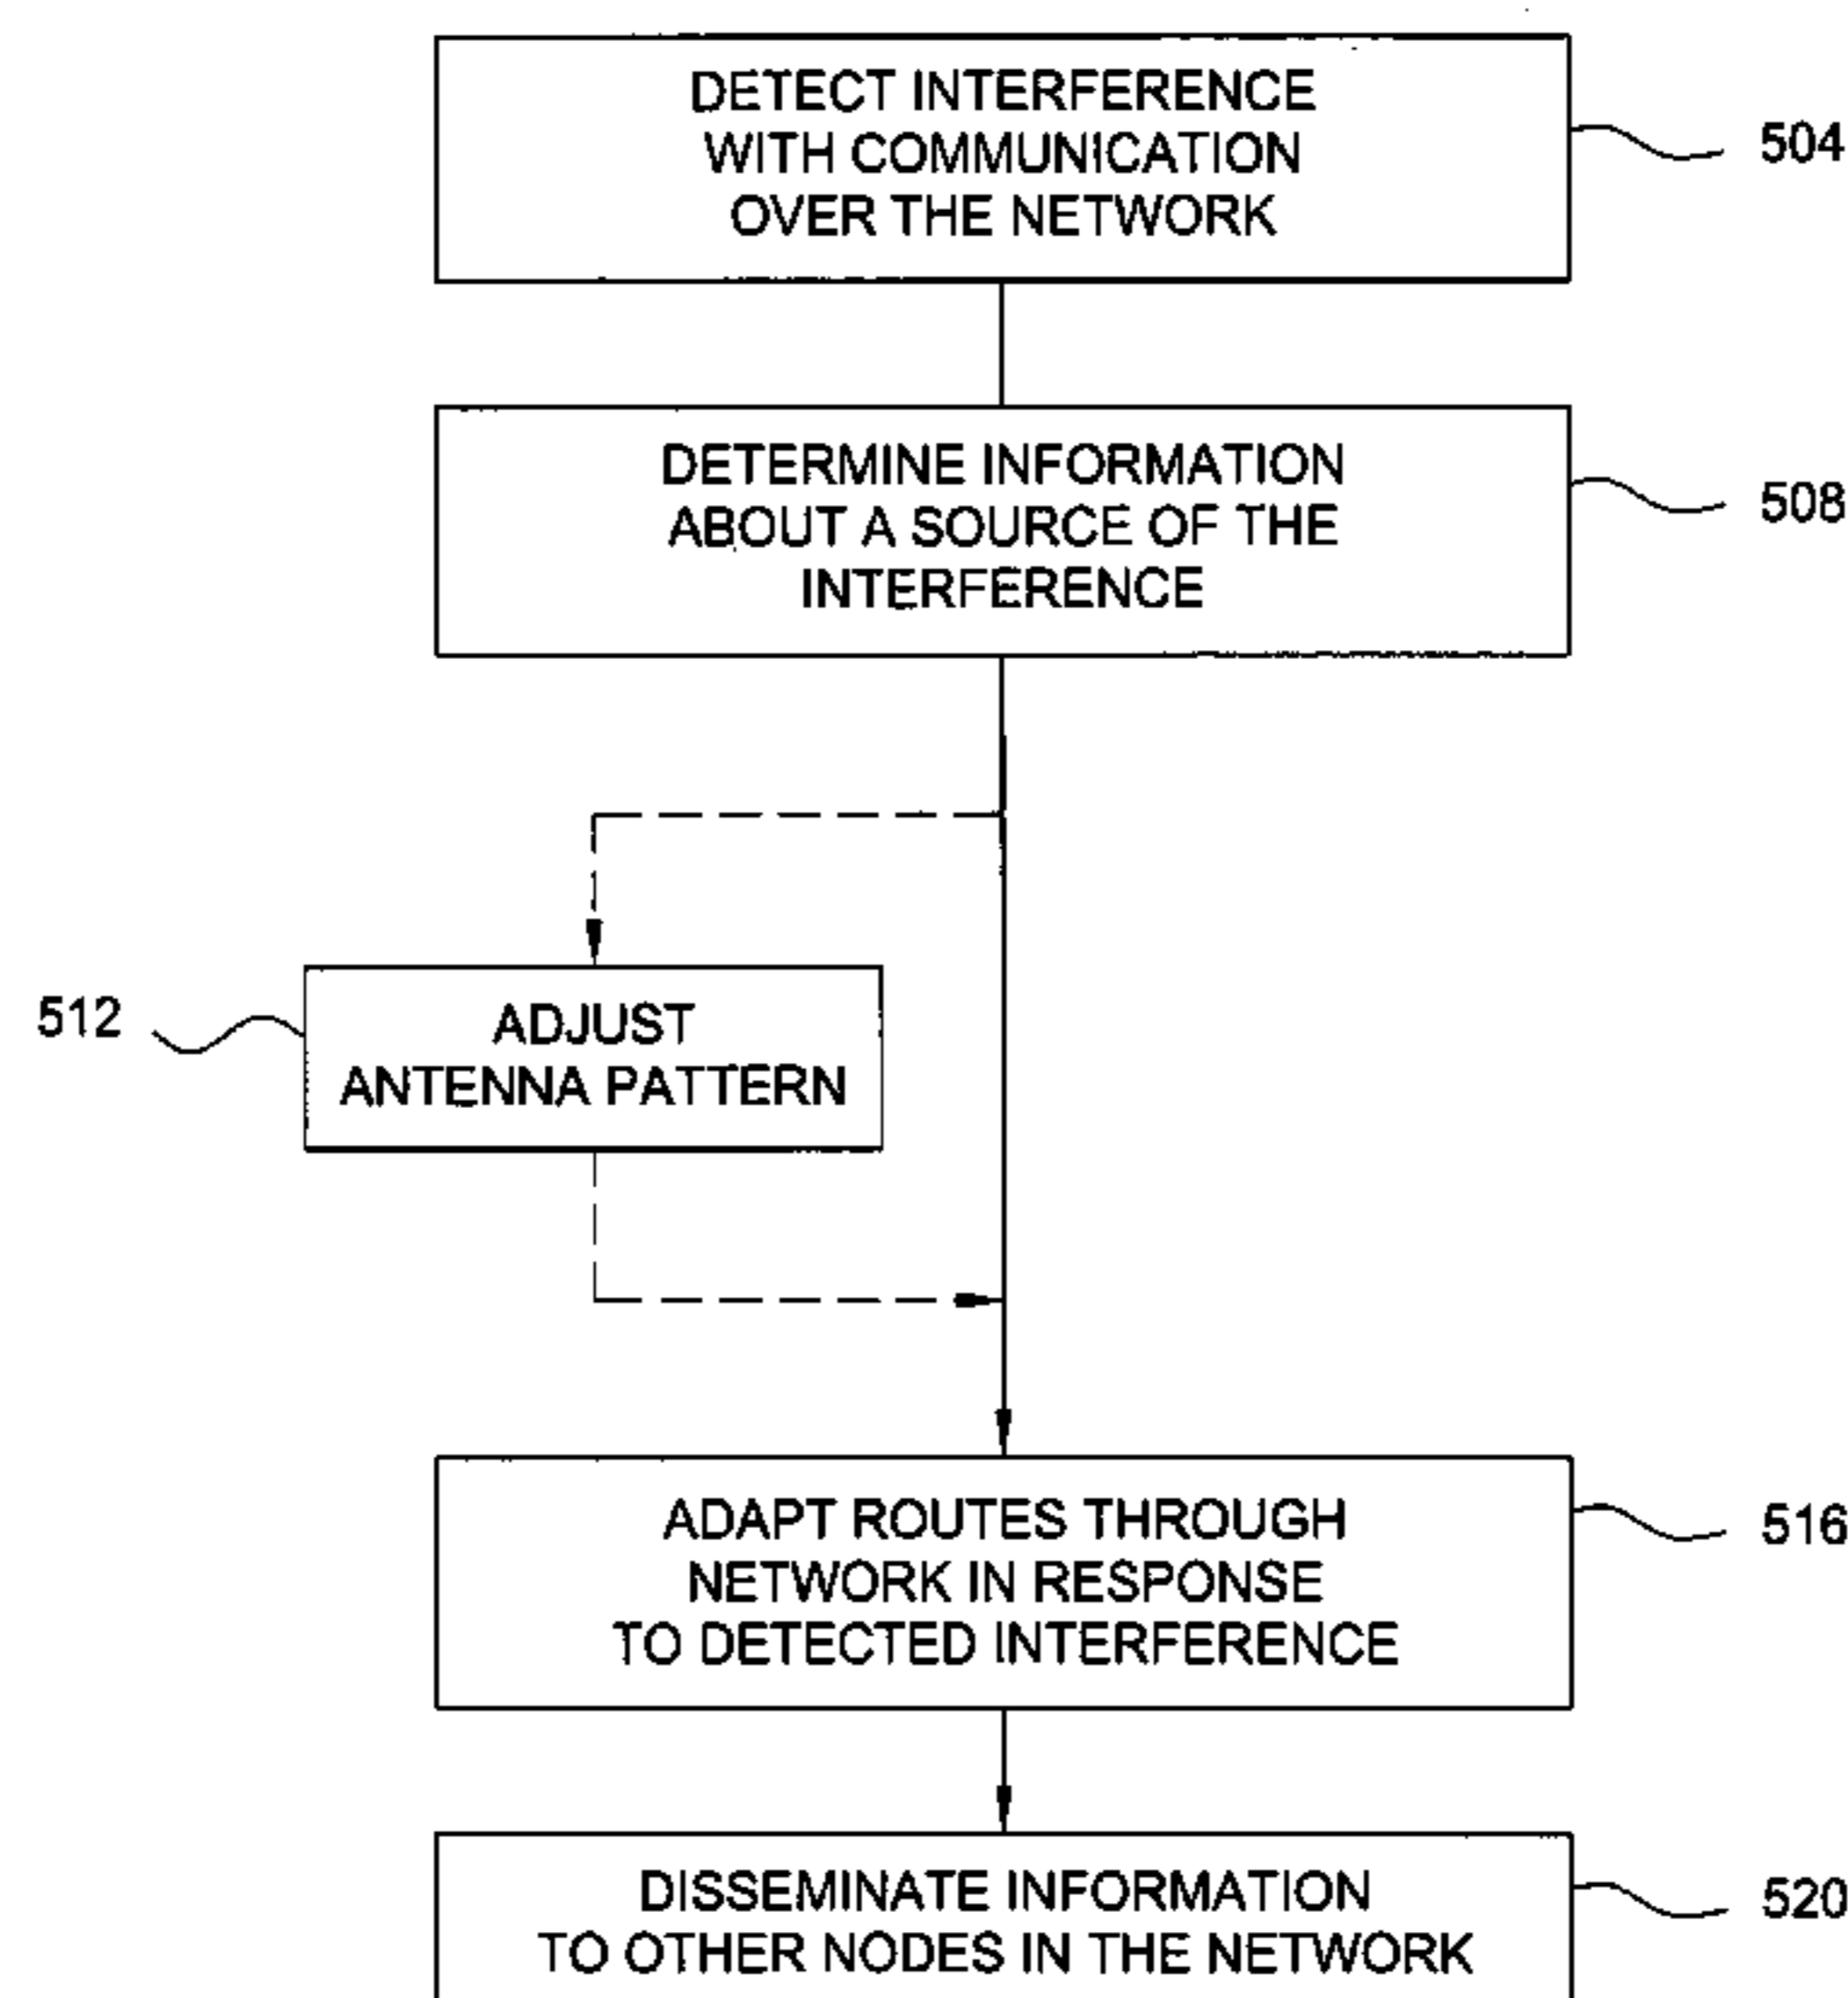 DETECT INTERFERENCE
WITH COMMUNICATION
OVER THE NETWORK
504
DETERMINE INFORMATION
ABOUT A SOURCE OF THE
INTERFERENCE
508
512
ADJUST
ANTENNA PATTERN
ADAPT ROUTES THROUGH
NETWORK IN RESPONSE
TO DETECTED INTERFERENCE
516
DISSEMINATE INFORMATION
TO OTHER NODES IN THE NETWORK
520